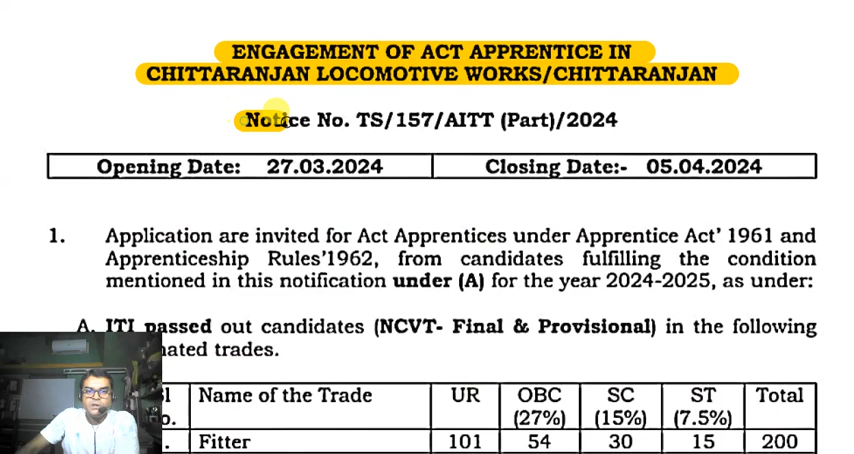 ENGAGEMENT OF ACT APPRENTICE IN
CHITTARANJAN LOCOMOTIVE WORKS/CHITTARANJAN
Notice No. TS/157/AITT (Part)/2024
Opening Date: 27.03.2024 Closing Date:- 05.04.2024
1. Application are invited for Act Apprentices under Apprentice Act' 1961 and
Apprenticeship Rules'1962, from candidates fulfilling the condition
mentioned in this notification under (A) for the year 2024-2025, as under:
A. ITI passed out candidates (NCVT- Final & Provisional) in the following
trades.
Name of the Trade UR OBC (27%) SC (15%) ST (7.5%) Total
Fitter 101 54 30 15 200